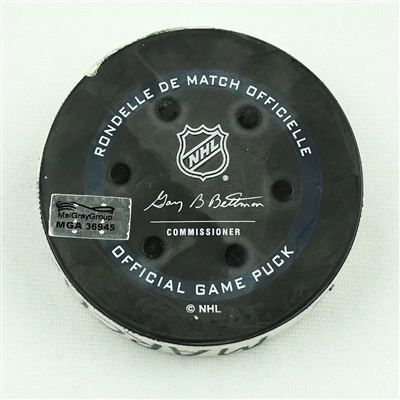 RONDELLE DE MATCH OFFICIELLE
NHL
®
Gary B Bettman
COMMISSIONER
MeiGrayGroup
MGA 36945
OFFICIAL GAME PUCK
© NHL